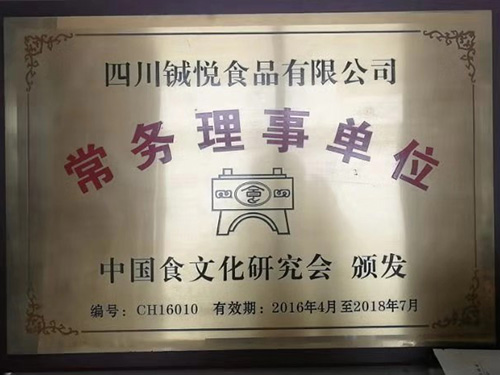 四川铖悦食品有限公司
常务理事单位
食
中国食文化研究会 颁发
编号：CH16010 有效期：2016年4月至2018年7月